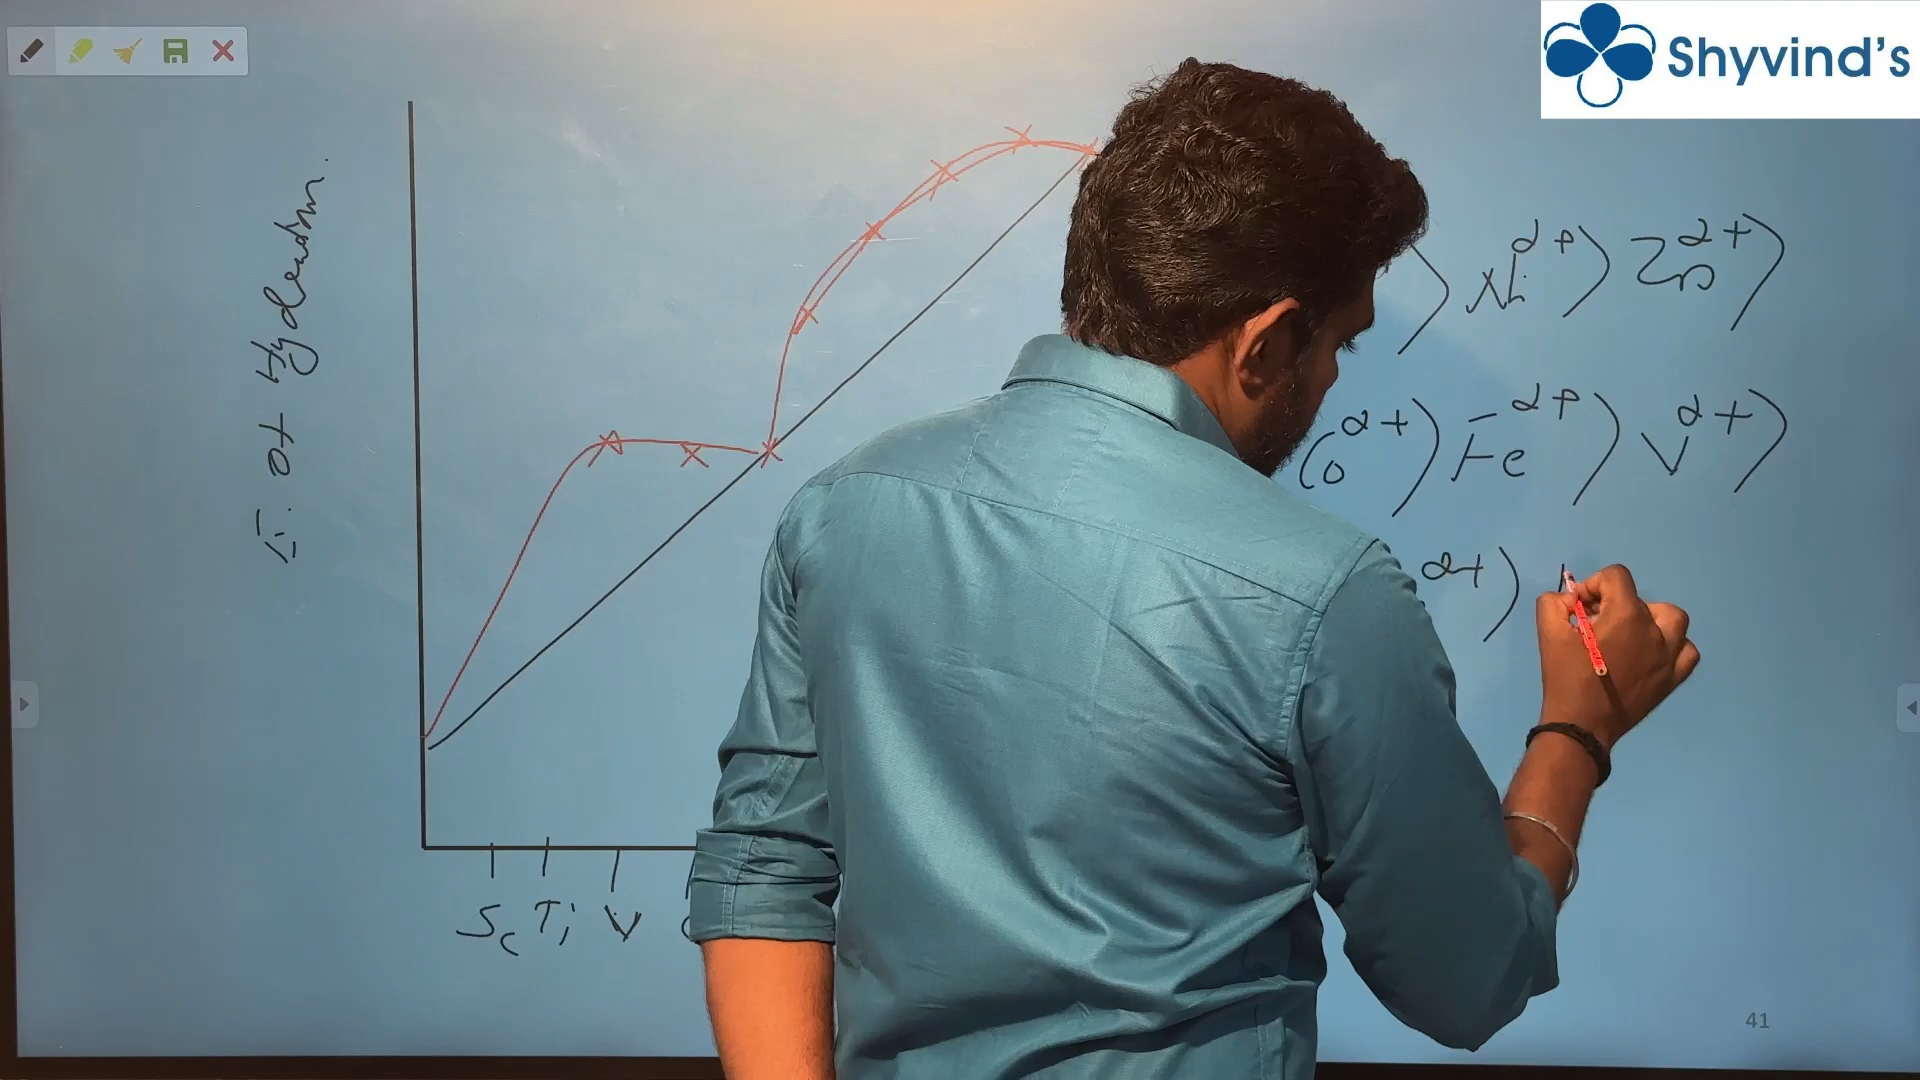 Shyvind's
E. of Hydration.
) Ni2+ ) Zn2+ )
Co2+ ) Fe2+ ) V2+ )
2+ )
Sc Ti V
41